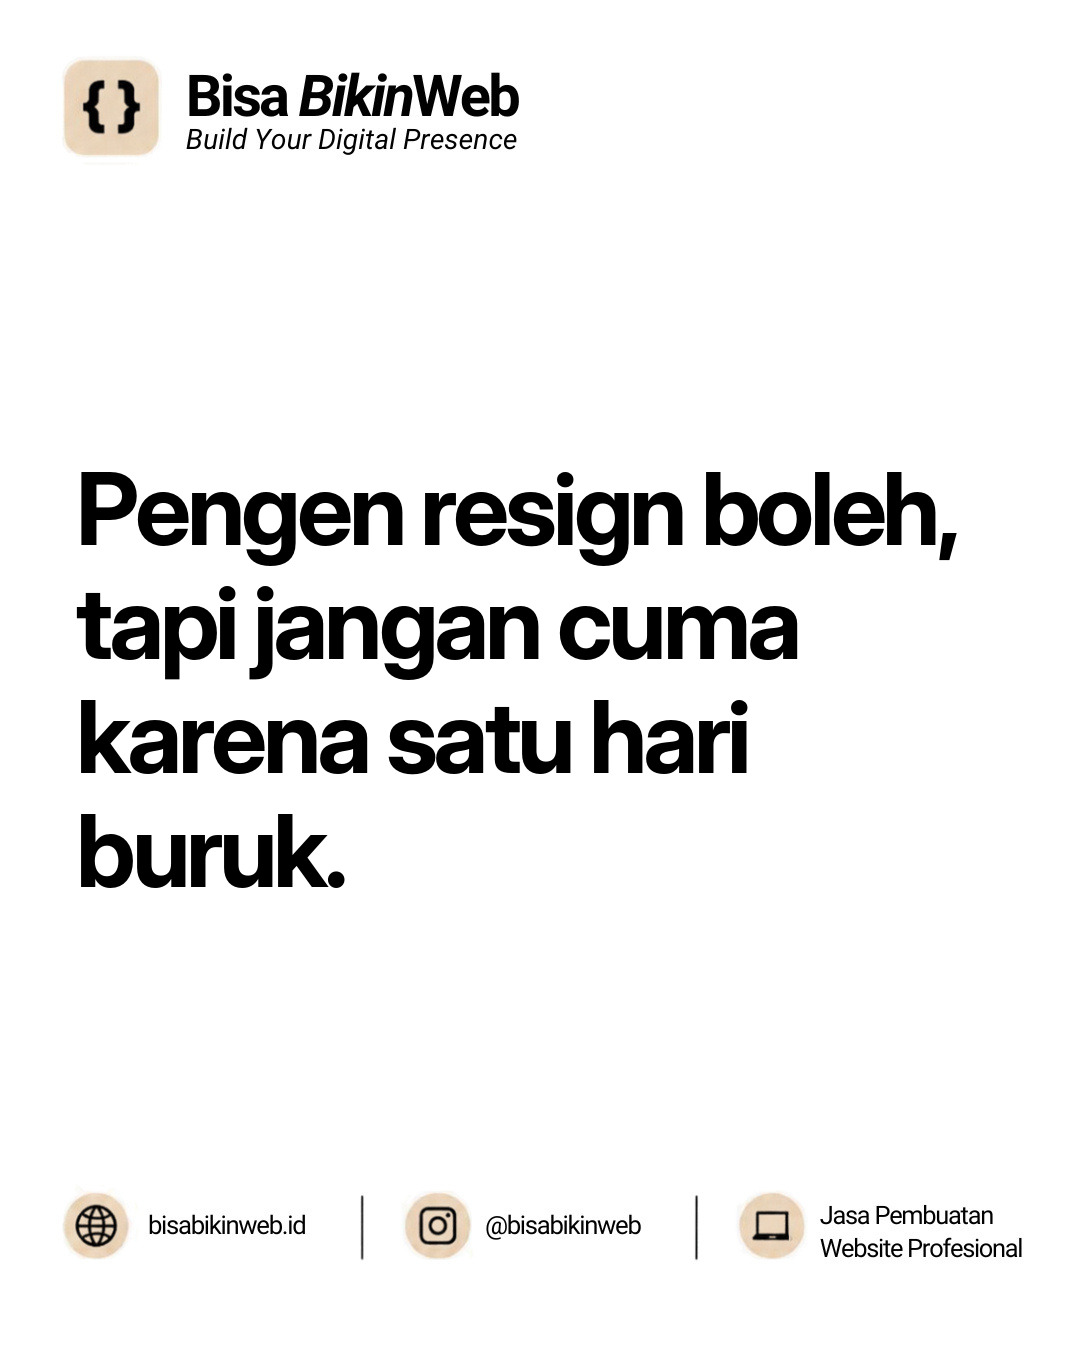 { }
Bisa BikinWeb
Build Your Digital Presence
Pengen resign boleh,
tapi jangan cuma
karena satu hari
buruk.
bisabikinweb.id
@bisabikinweb
Jasa Pembuatan
Website Profesional